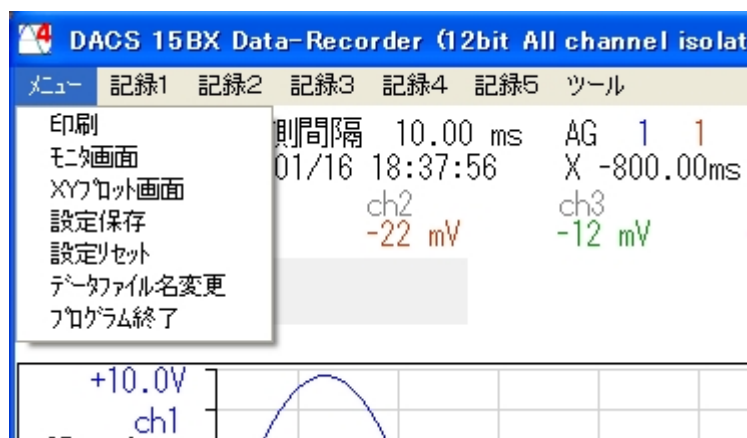 DACS 15BX Data-Recorder (12bit All channel isolat
ﾒﾆｭｰ 記録1 記録2 記録3 記録4 記録5 ツール
印刷
ﾓﾆﾀ画面
XYﾌﾟﾛｯﾄ画面
設定保存
設定ﾘｾｯﾄ
ﾃﾞｰﾀﾌｧｲﾙ名変更
ﾌﾟﾛｸﾞﾗﾑ終了
測間隔 10.00 ms AG 1 1
01/16 18:37:56 X -800.00ms
ch2 ch3
-22 mV -12 mV
+10.0V
ch1